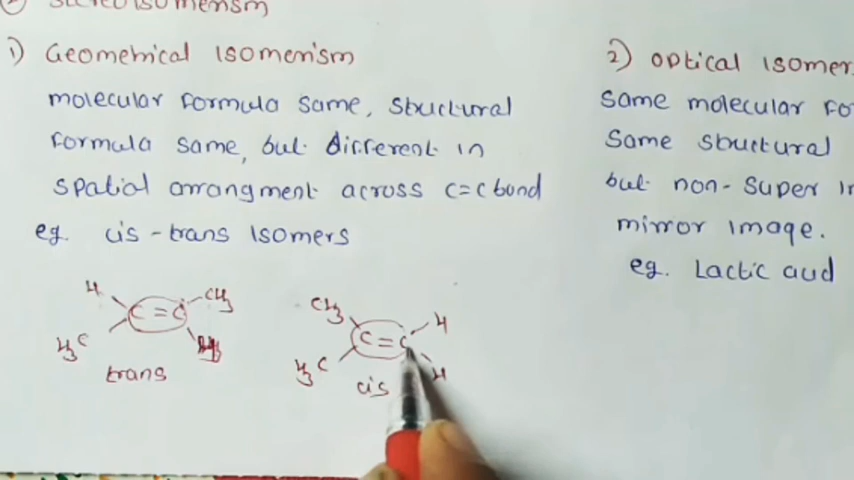 2) Stereoisomerism
1) Geometrical Isomerism
molecular formula same, structural
formula same, but different in
spatial arrangment across C=C bond
eg. cis - trans Isomers
H
CH3
C = C
H3C
trans
CH3
H
C = C
H3C
H
cis
2) Optical Isomer
Same molecular fo
Same structural
but non - super i
mirror image.
eg. Lactic acid